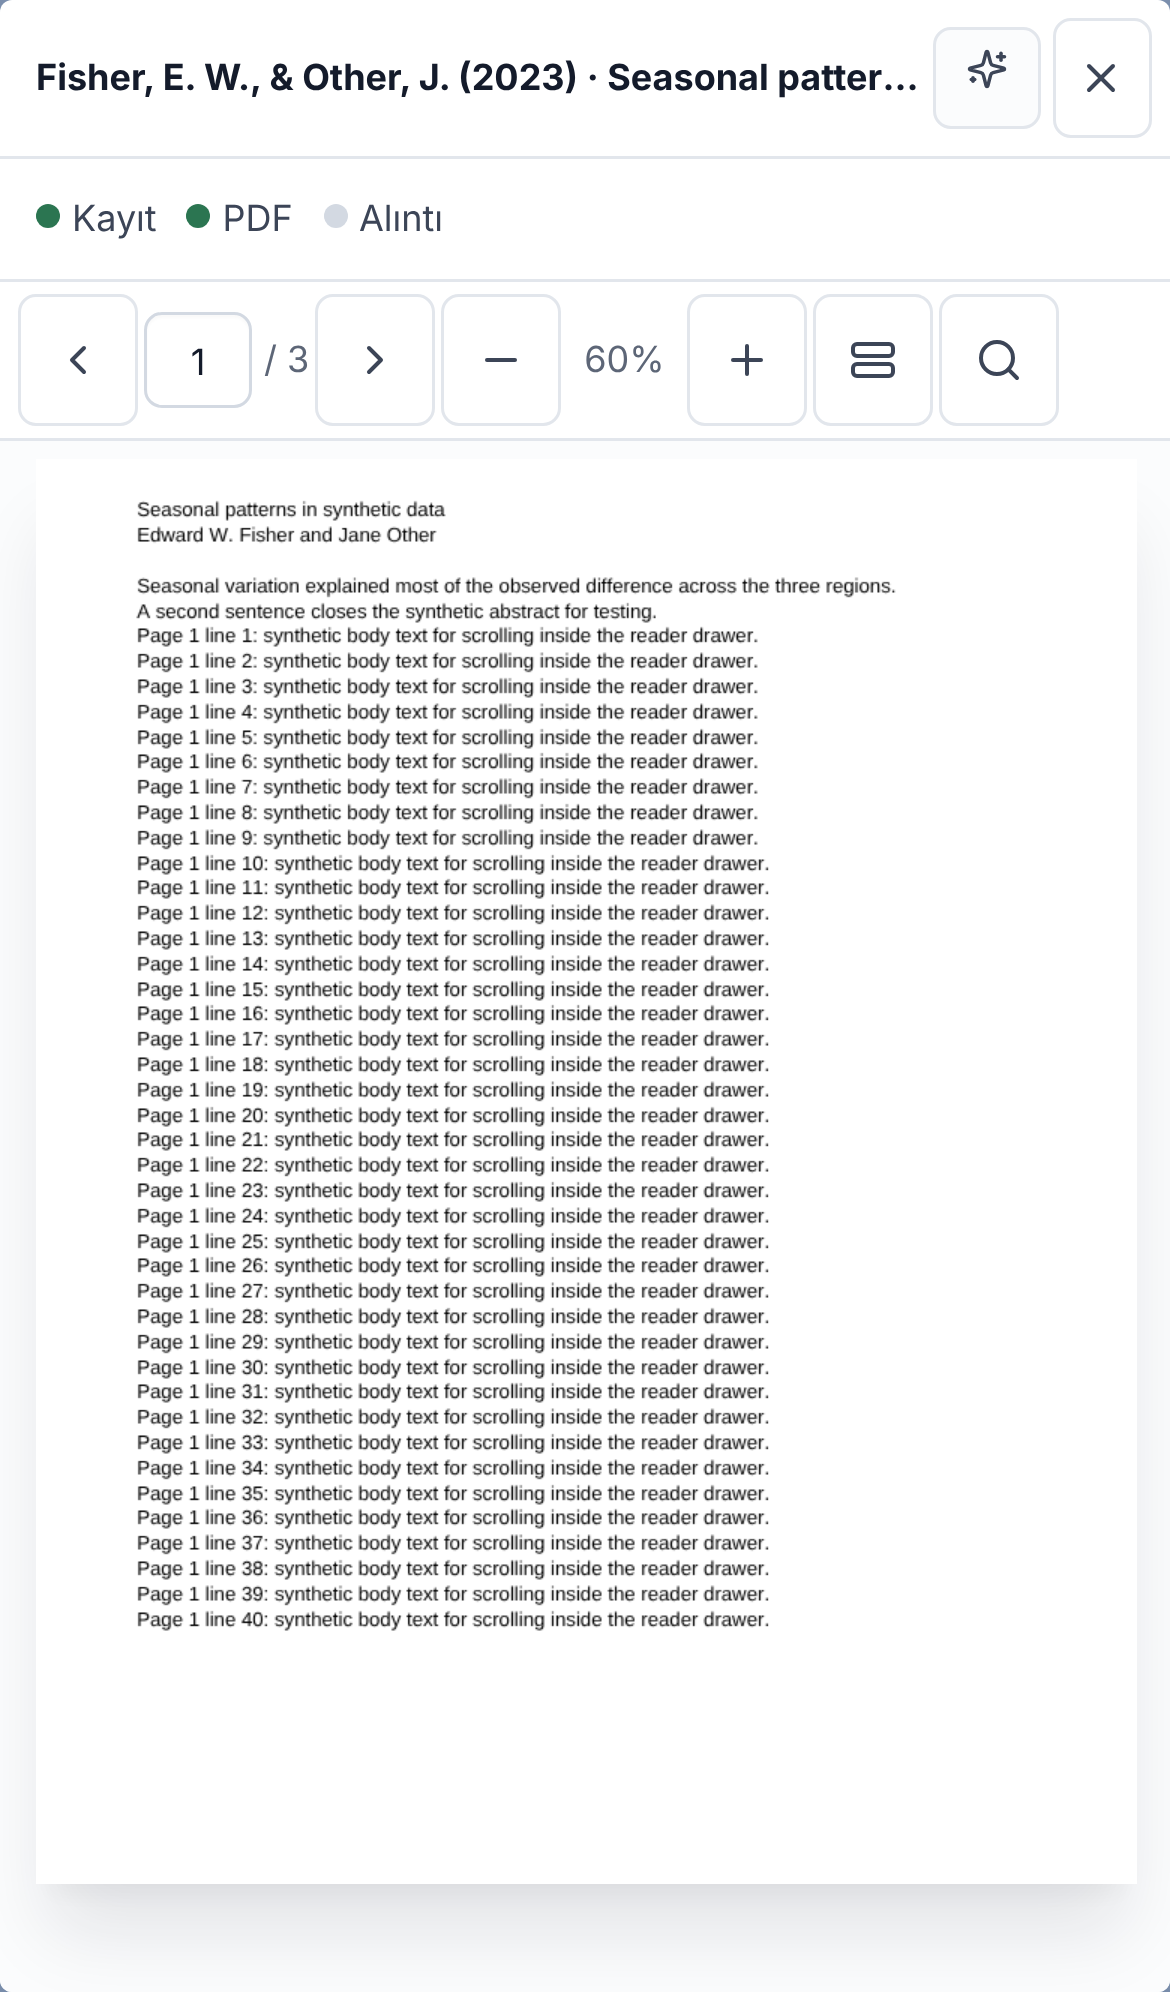 Fisher, E. W., & Other, J. (2023) · Seasonal patter...
Kayıt PDF Alıntı
1 / 3 60%
Seasonal patterns in synthetic data
Edward W. Fisher and Jane Other
Seasonal variation explained most of the observed difference across the three regions.
A second sentence closes the synthetic abstract for testing.
Page 1 line 1: synthetic body text for scrolling inside the reader drawer.
Page 1 line 2: synthetic body text for scrolling inside the reader drawer.
Page 1 line 3: synthetic body text for scrolling inside the reader drawer.
Page 1 line 4: synthetic body text for scrolling inside the reader drawer.
Page 1 line 5: synthetic body text for scrolling inside the reader drawer.
Page 1 line 6: synthetic body text for scrolling inside the reader drawer.
Page 1 line 7: synthetic body text for scrolling inside the reader drawer.
Page 1 line 8: synthetic body text for scrolling inside the reader drawer.
Page 1 line 9: synthetic body text for scrolling inside the reader drawer.
Page 1 line 10: synthetic body text for scrolling inside the reader drawer.
Page 1 line 11: synthetic body text for scrolling inside the reader drawer.
Page 1 line 12: synthetic body text for scrolling inside the reader drawer.
Page 1 line 13: synthetic body text for scrolling inside the reader drawer.
Page 1 line 14: synthetic body text for scrolling inside the reader drawer.
Page 1 line 15: synthetic body text for scrolling inside the reader drawer.
Page 1 line 16: synthetic body text for scrolling inside the reader drawer.
Page 1 line 17: synthetic body text for scrolling inside the reader drawer.
Page 1 line 18: synthetic body text for scrolling inside the reader drawer.
Page 1 line 19: synthetic body text for scrolling inside the reader drawer.
Page 1 line 20: synthetic body text for scrolling inside the reader drawer.
Page 1 line 21: synthetic body text for scrolling inside the reader drawer.
Page 1 line 22: synthetic body text for scrolling inside the reader drawer.
Page 1 line 23: synthetic body text for scrolling inside the reader drawer.
Page 1 line 24: synthetic body text for scrolling inside the reader drawer.
Page 1 line 25: synthetic body text for scrolling inside the reader drawer.
Page 1 line 26: synthetic body text for scrolling inside the reader drawer.
Page 1 line 27: synthetic body text for scrolling inside the reader drawer.
Page 1 line 28: synthetic body text for scrolling inside the reader drawer.
Page 1 line 29: synthetic body text for scrolling inside the reader drawer.
Page 1 line 30: synthetic body text for scrolling inside the reader drawer.
Page 1 line 31: synthetic body text for scrolling inside the reader drawer.
Page 1 line 32: synthetic body text for scrolling inside the reader drawer.
Page 1 line 33: synthetic body text for scrolling inside the reader drawer.
Page 1 line 34: synthetic body text for scrolling inside the reader drawer.
Page 1 line 35: synthetic body text for scrolling inside the reader drawer.
Page 1 line 36: synthetic body text for scrolling inside the reader drawer.
Page 1 line 37: synthetic body text for scrolling inside the reader drawer.
Page 1 line 38: synthetic body text for scrolling inside the reader drawer.
Page 1 line 39: synthetic body text for scrolling inside the reader drawer.
Page 1 line 40: synthetic body text for scrolling inside the reader drawer.